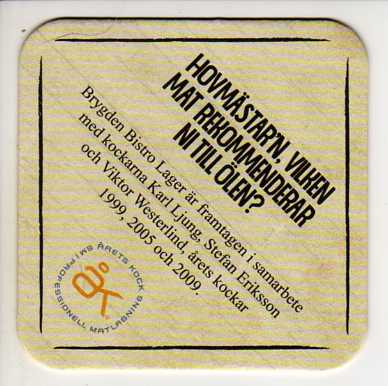 HOVMÄSTAR'N, VILKEN
MAT REKOMMENDERAR
NI TILL ÖLEN?
Brygden Bistro Lager är framtagen i samarbete
med kockarna Karl Ljung, Stefan Eriksson
och Viktor Westerlind, årets kockar
1999, 2005 och 2009.
ÅRETS KOCK
SM I PROFESSIONELL MATLAGNING